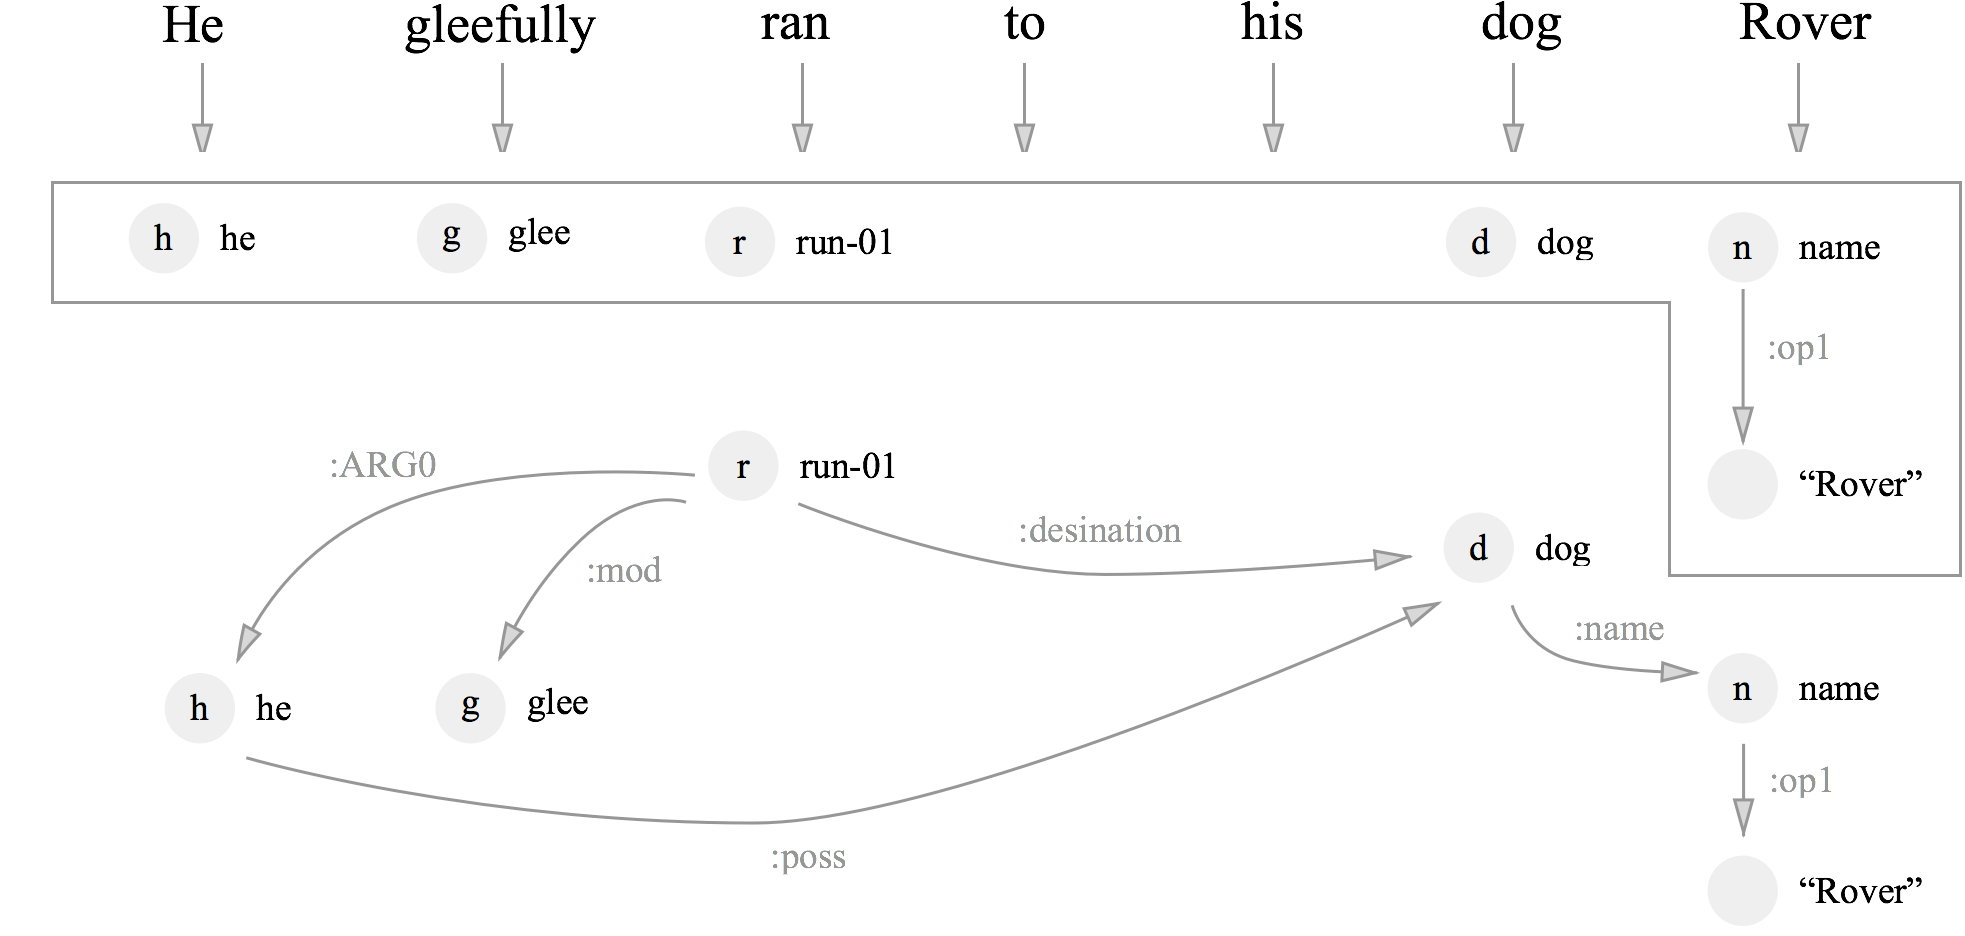 He gleefully ran to his dog Rover
h he g glee r run-01 d dog n name
:op1
“Rover”
:ARG0 r run-01
:desination
d dog
:mod
:name
h he g glee n name
:op1
:poss
“Rover”